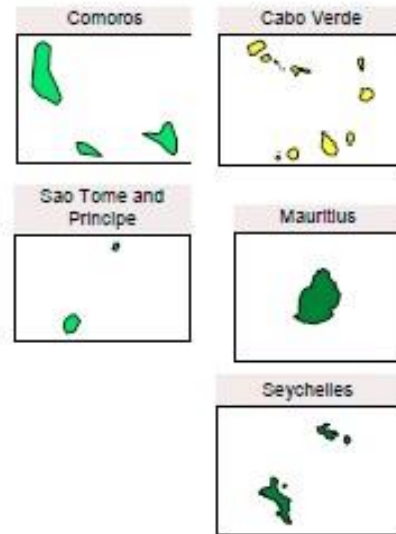 Comoros
Cabo Verde
Sao Tome and
Principe
Mauritius
Seychelles